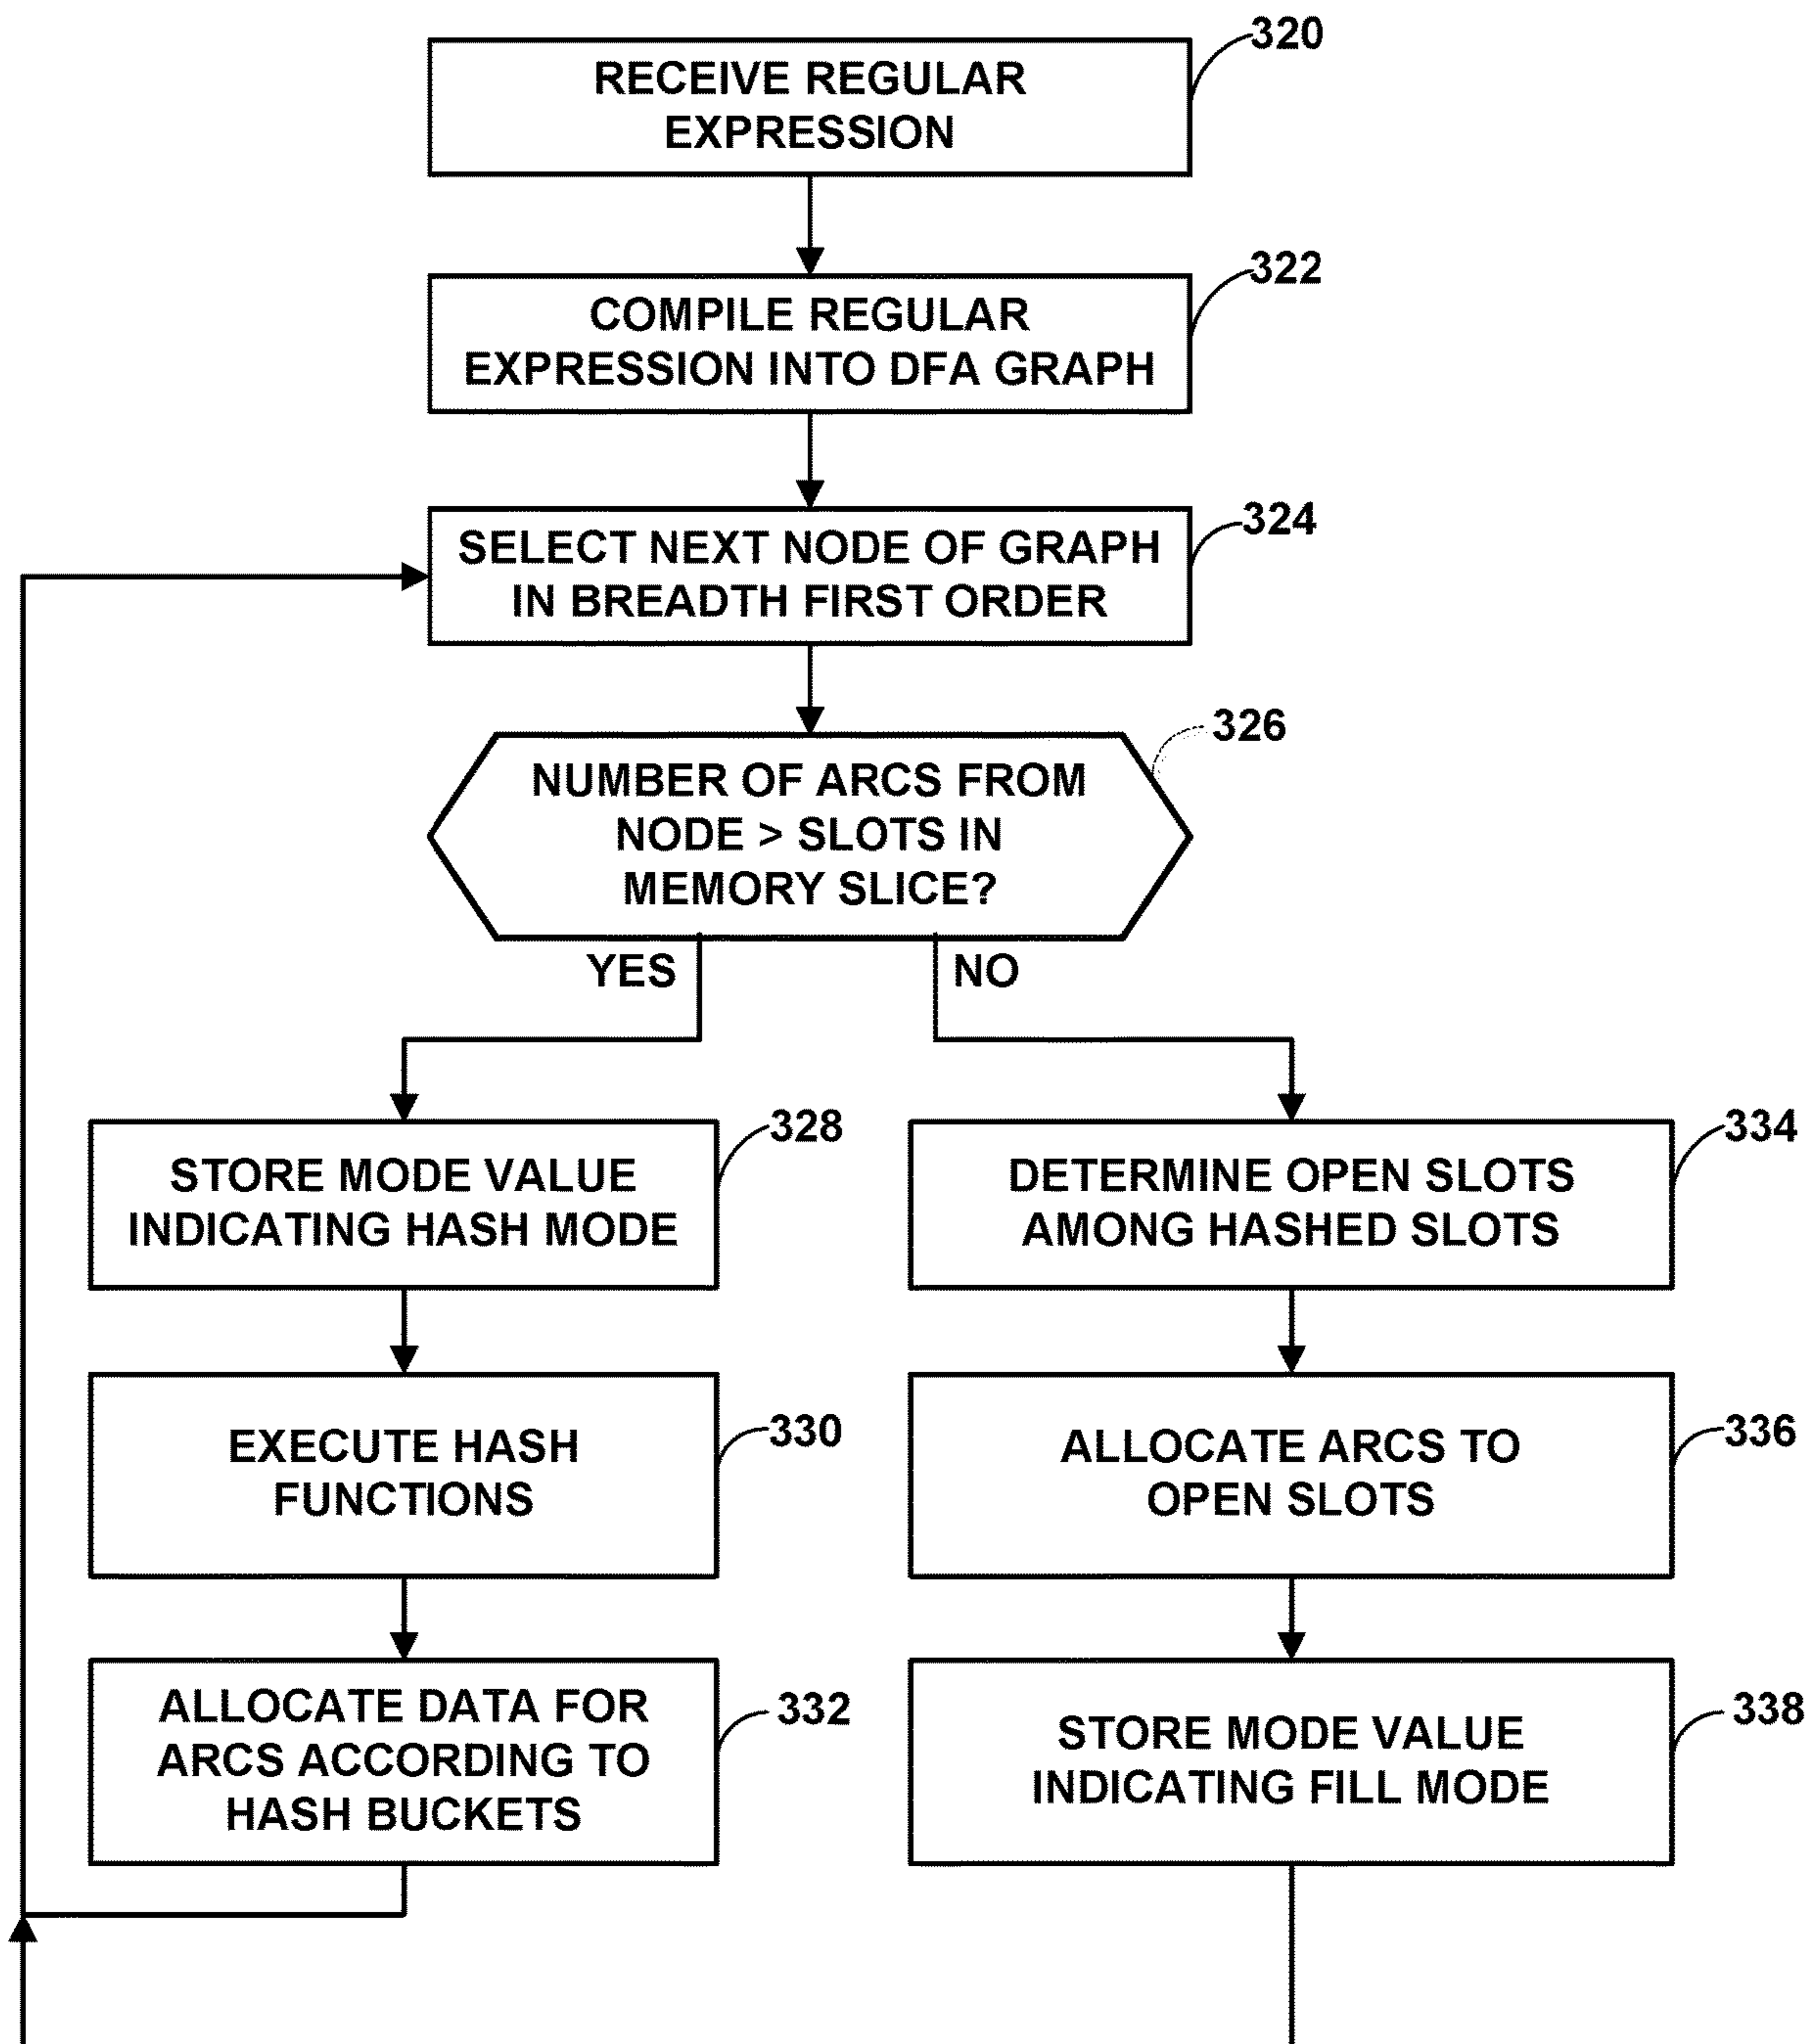 320
RECEIVE REGULAR
EXPRESSION
322
COMPILE REGULAR
EXPRESSION INTO DFA GRAPH
324
SELECT NEXT NODE OF GRAPH
IN BREADTH FIRST ORDER
326
NUMBER OF ARCS FROM
NODE > SLOTS IN
MEMORY SLICE?
YES
NO
328
STORE MODE VALUE
INDICATING HASH MODE
334
DETERMINE OPEN SLOTS
AMONG HASHED SLOTS
330
EXECUTE HASH
FUNCTIONS
336
ALLOCATE ARCS TO
OPEN SLOTS
332
ALLOCATE DATA FOR
ARCS ACCORDING TO
HASH BUCKETS
338
STORE MODE VALUE
INDICATING FILL MODE